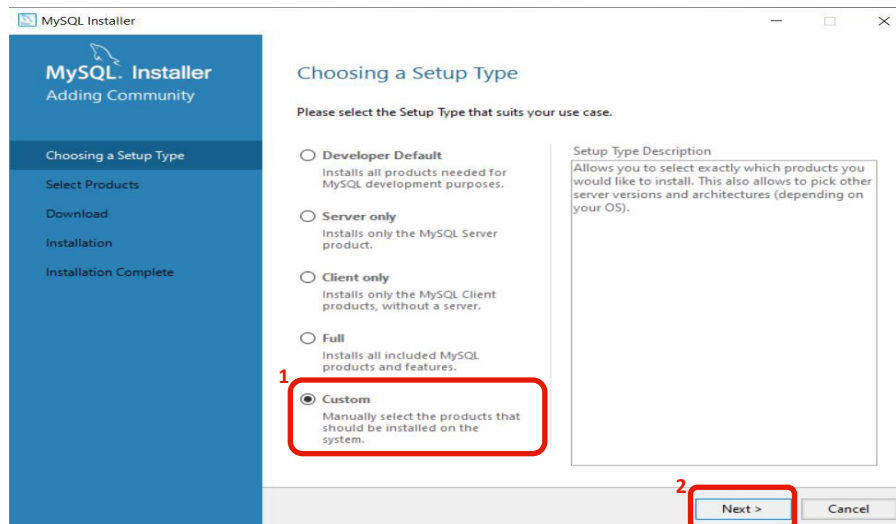 MySQL Installer
MySQL. Installer
Adding Community
Choosing a Setup Type
Select Products
Download
Installation
Installation Complete
Choosing a Setup Type
Please select the Setup Type that suits your use case.
Developer Default
Installs all products needed for
MySQL development purposes.
Server only
Installs only the MySQL Server
product.
Client only
Installs only the MySQL Client
products, without a server.
Full
Installs all included MySQL
products and features.
1
Custom
Manually select the products that
should be installed on the
system.
Setup Type Description
Allows you to select exactly which products you
would like to install. This also allows to pick other
server versions and architectures (depending on
your OS).
2
Next >
Cancel